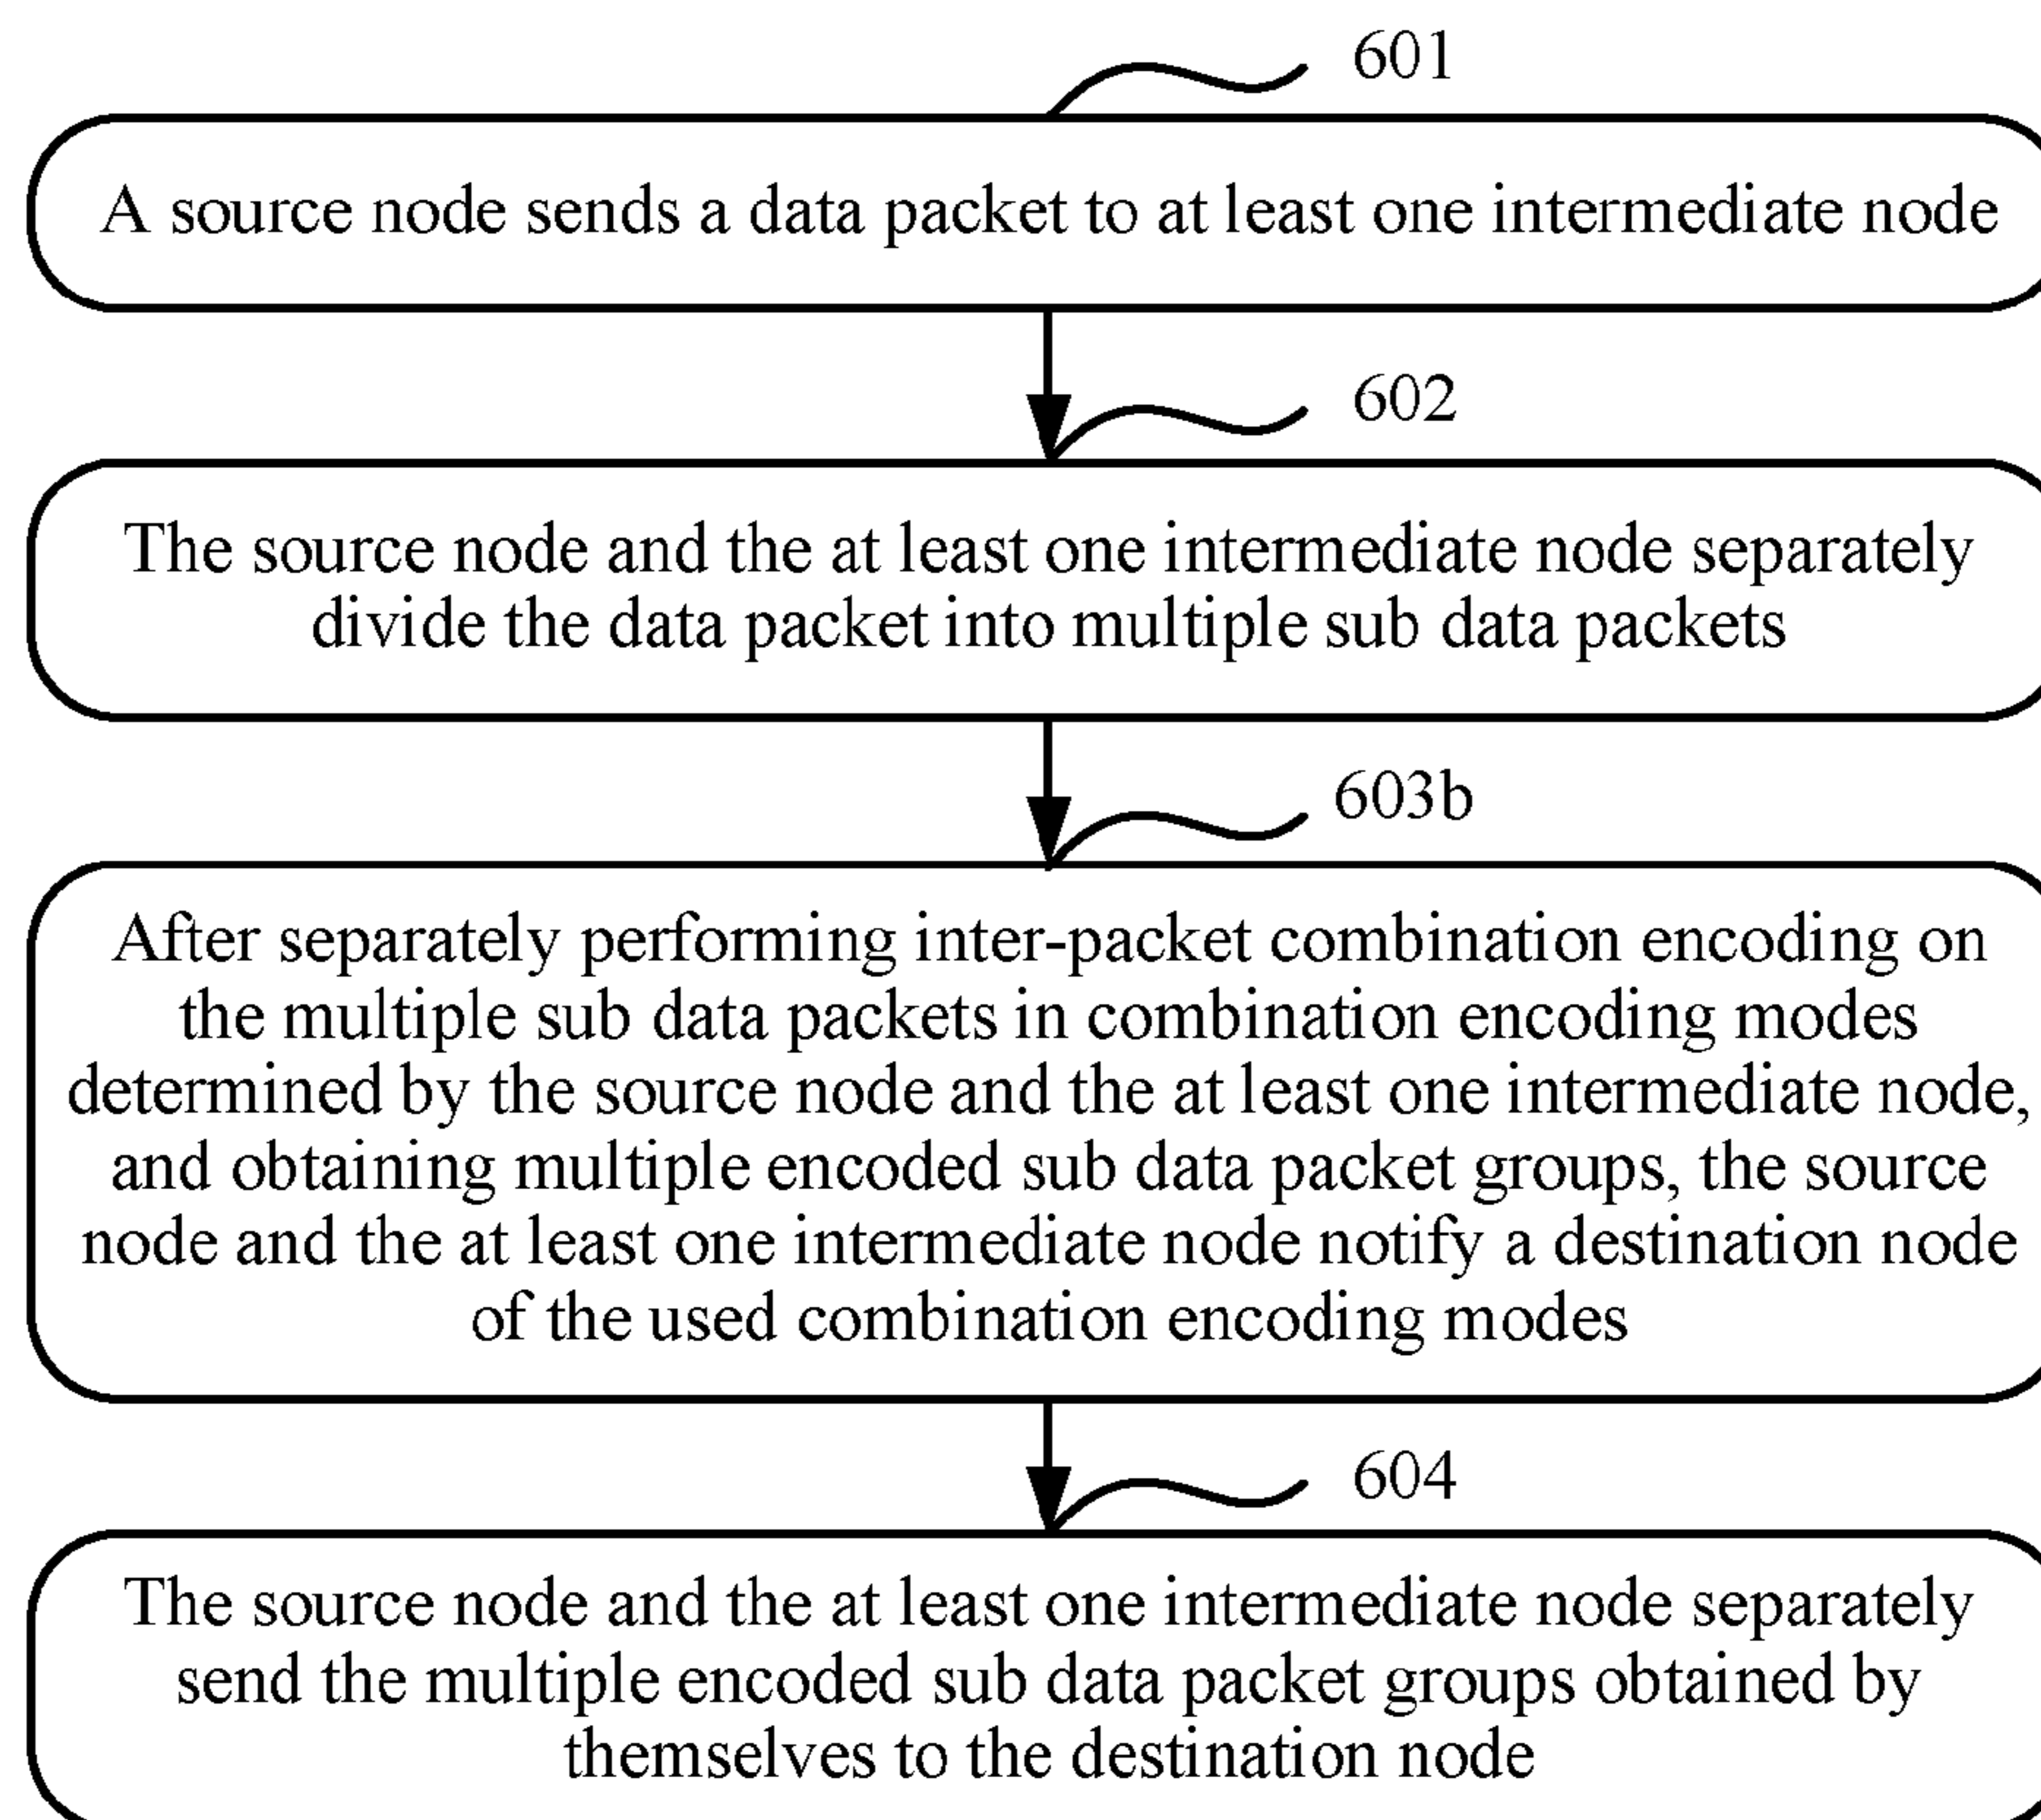 601
A source node sends a data packet to at least one intermediate node
602
The source node and the at least one intermediate node separately
divide the data packet into multiple sub data packets
603b
After separately performing inter-packet combination encoding on
the multiple sub data packets in combination encoding modes
determined by the source node and the at least one intermediate node,
and obtaining multiple encoded sub data packet groups, the source
node and the at least one intermediate node notify a destination node
of the used combination encoding modes
604
The source node and the at least one intermediate node separately
send the multiple encoded sub data packet groups obtained by
themselves to the destination node